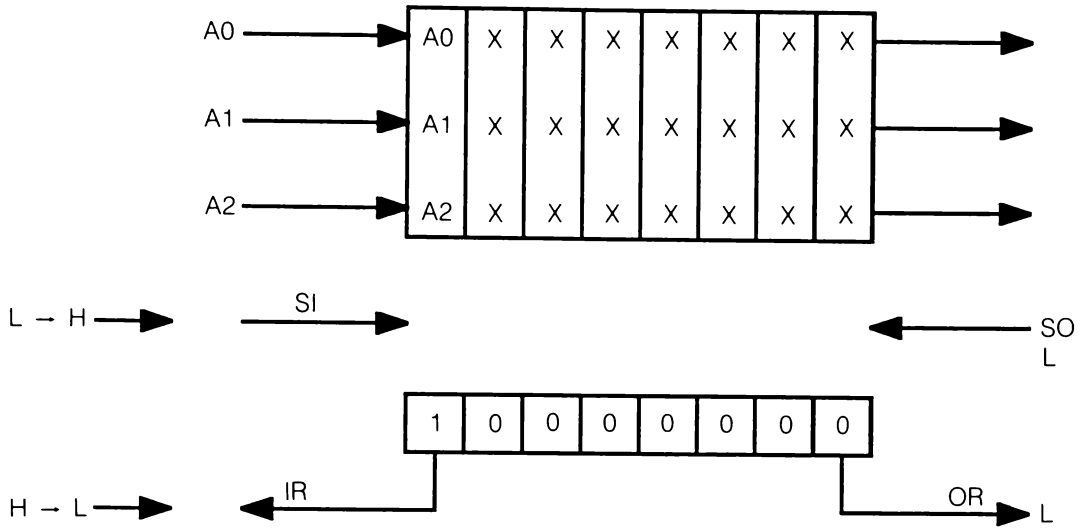 A0 A0 X X X X X X X
A1 A1 X X X X X X X
A2 A2 X X X X X X X
L → H SI SO
L
1 0 0 0 0 0 0 0
H → L IR OR L